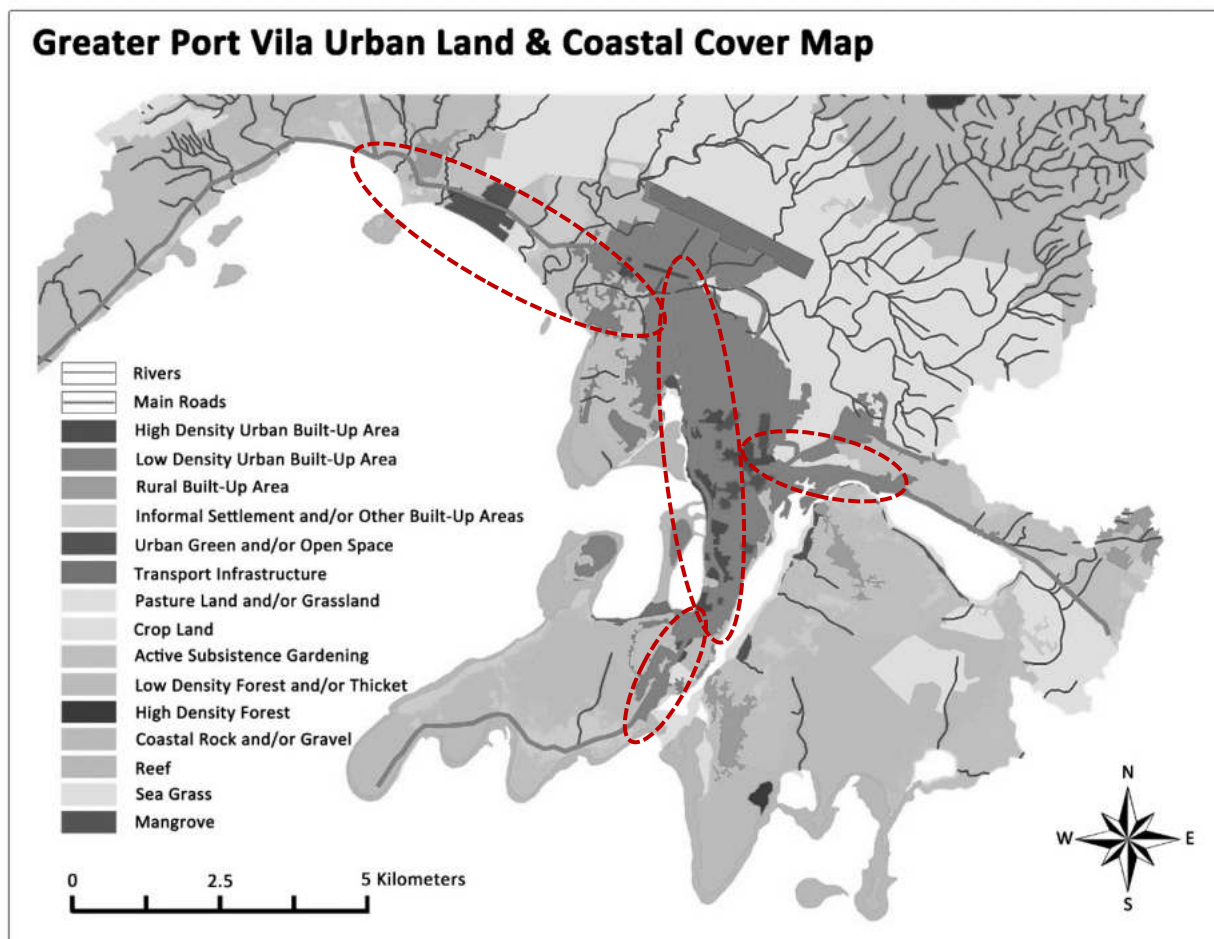 Greater Port Vila Urban Land & Coastal Cover Map
Rivers
Main Roads
High Density Urban Built-Up Area
Low Density Urban Built-Up Area
Rural Built-Up Area
Informal Settlement and/or Other Built-Up Areas
Urban Green and/or Open Space
Transport Infrastructure
Pasture Land and/or Grassland
Crop Land
Active Subsistence Gardening
Low Density Forest and/or Thicket
High Density Forest
Coastal Rock and/or Gravel
Reef
Sea Grass
Mangrove
0 2.5 5 Kilometers
N
W E
S